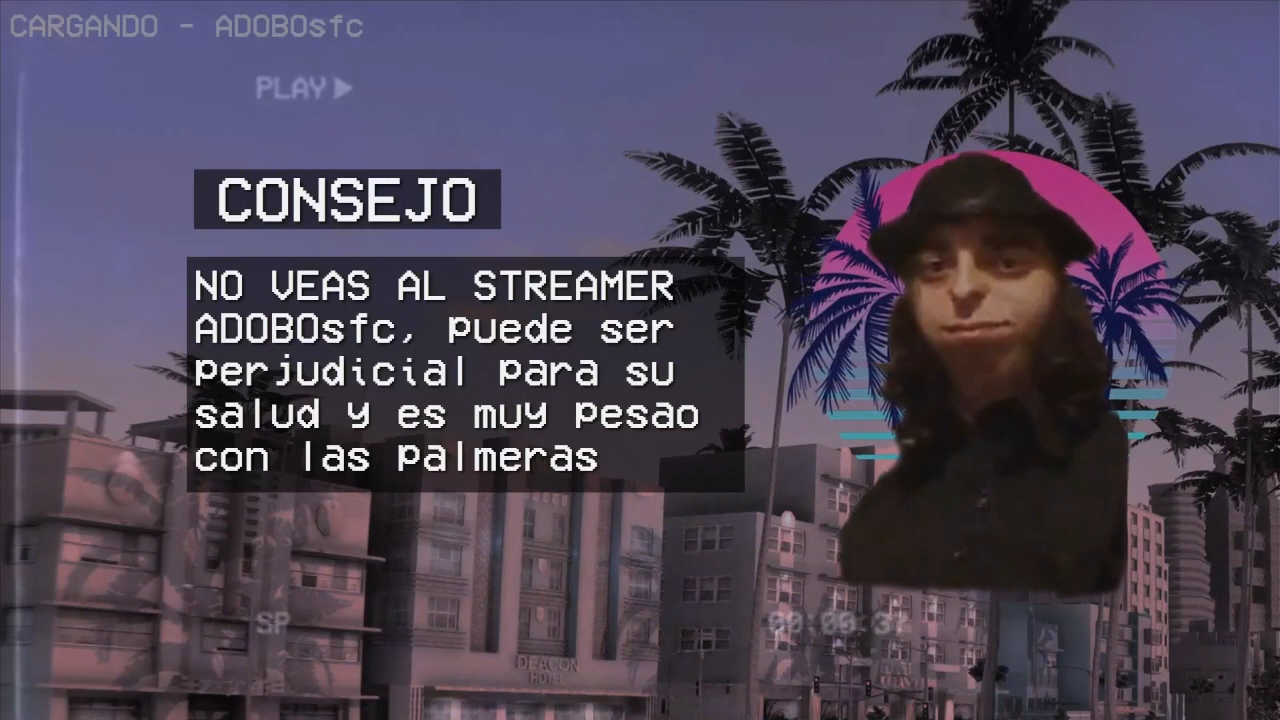 CARGANDO - ADOBOsfc
PLAY
CONSEJO
NO VEAS AL STREAMER
ADOBOsfc, puede ser
perjudicial para su
salud y es muy pesao
con las palmeras
SP
DEACON
HOTEL